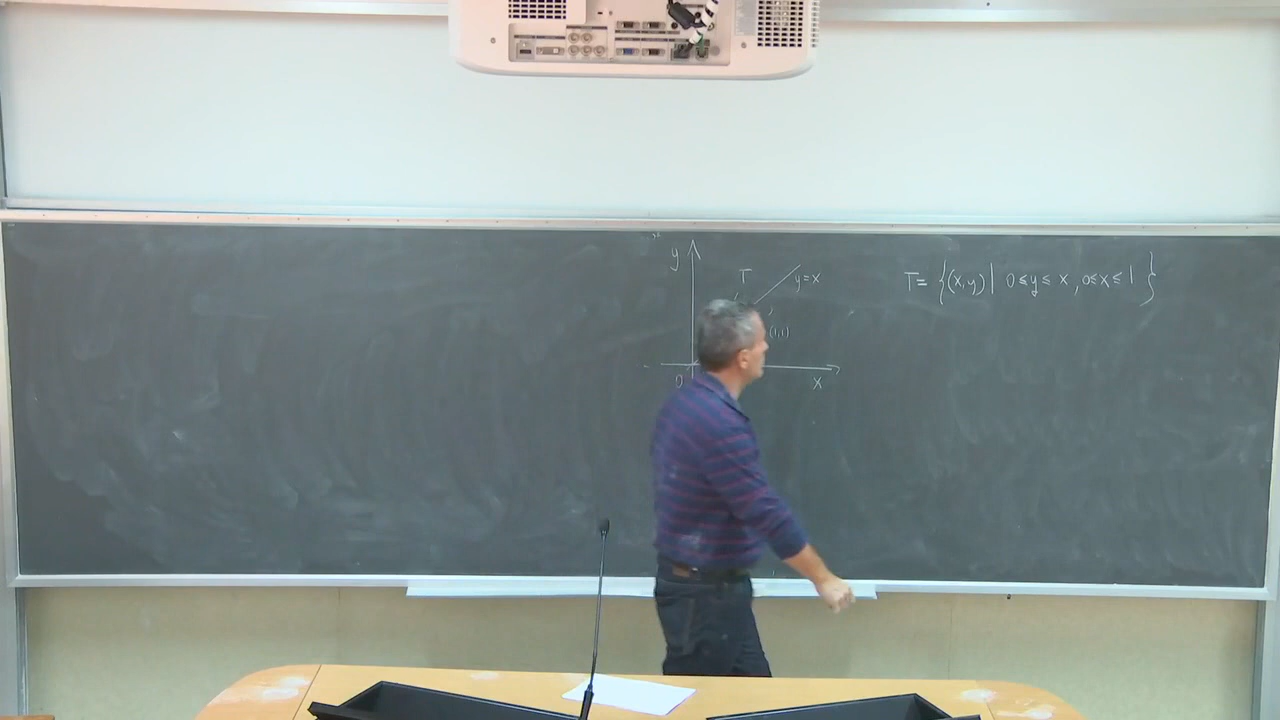 y
T
y=x
(1,1)
0
x
T= {(x,y) | 0≤y≤x, 0≤x≤1}